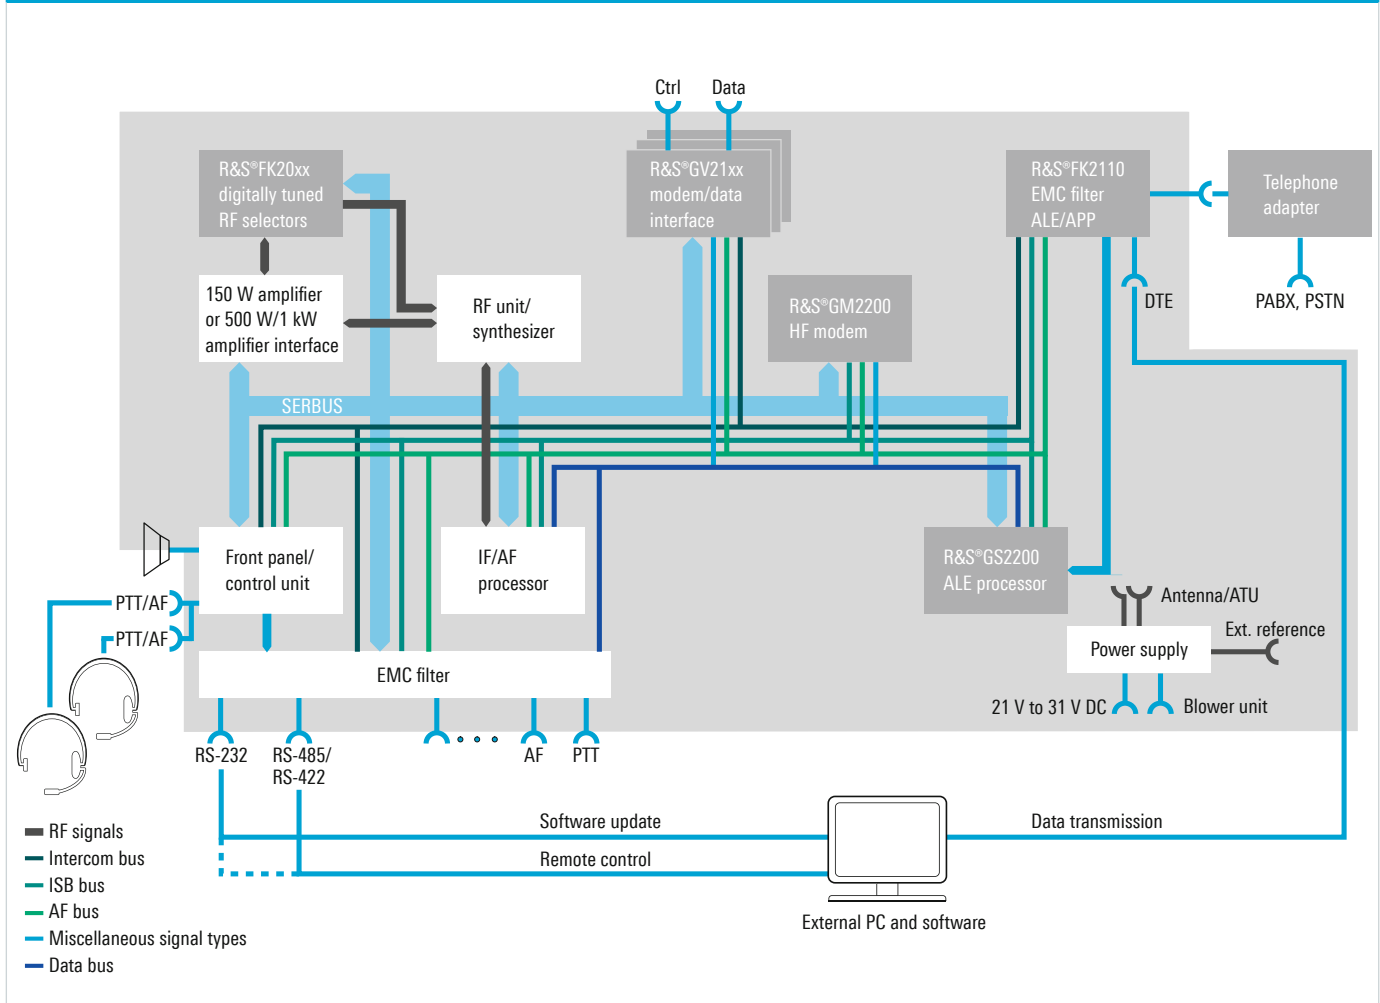 Ctrl
Data
R&S®FK20xx
digitally tuned
RF selectors
R&S®GV21xx
modem/data
interface
R&S®FK2110
EMC filter
ALE/APP
Telephone
adapter
150 W amplifier
or 500 W/1 kW
amplifier interface
RF unit/
synthesizer
R&S®GM2200
HF modem
DTE
PABX, PSTN
SERBUS
Front panel/
control unit
IF/AF
processor
R&S®GS2200
ALE processor
PTT/AF
PTT/AF
Antenna/ATU
Ext. reference
Power supply
EMC filter
21 V to 31 V DC
Blower unit
RS-232
RS-485/
RS-422
AF
PTT
Software update
Data transmission
Remote control
External PC and software
RF signals
Intercom bus
ISB bus
AF bus
Miscellaneous signal types
Data bus